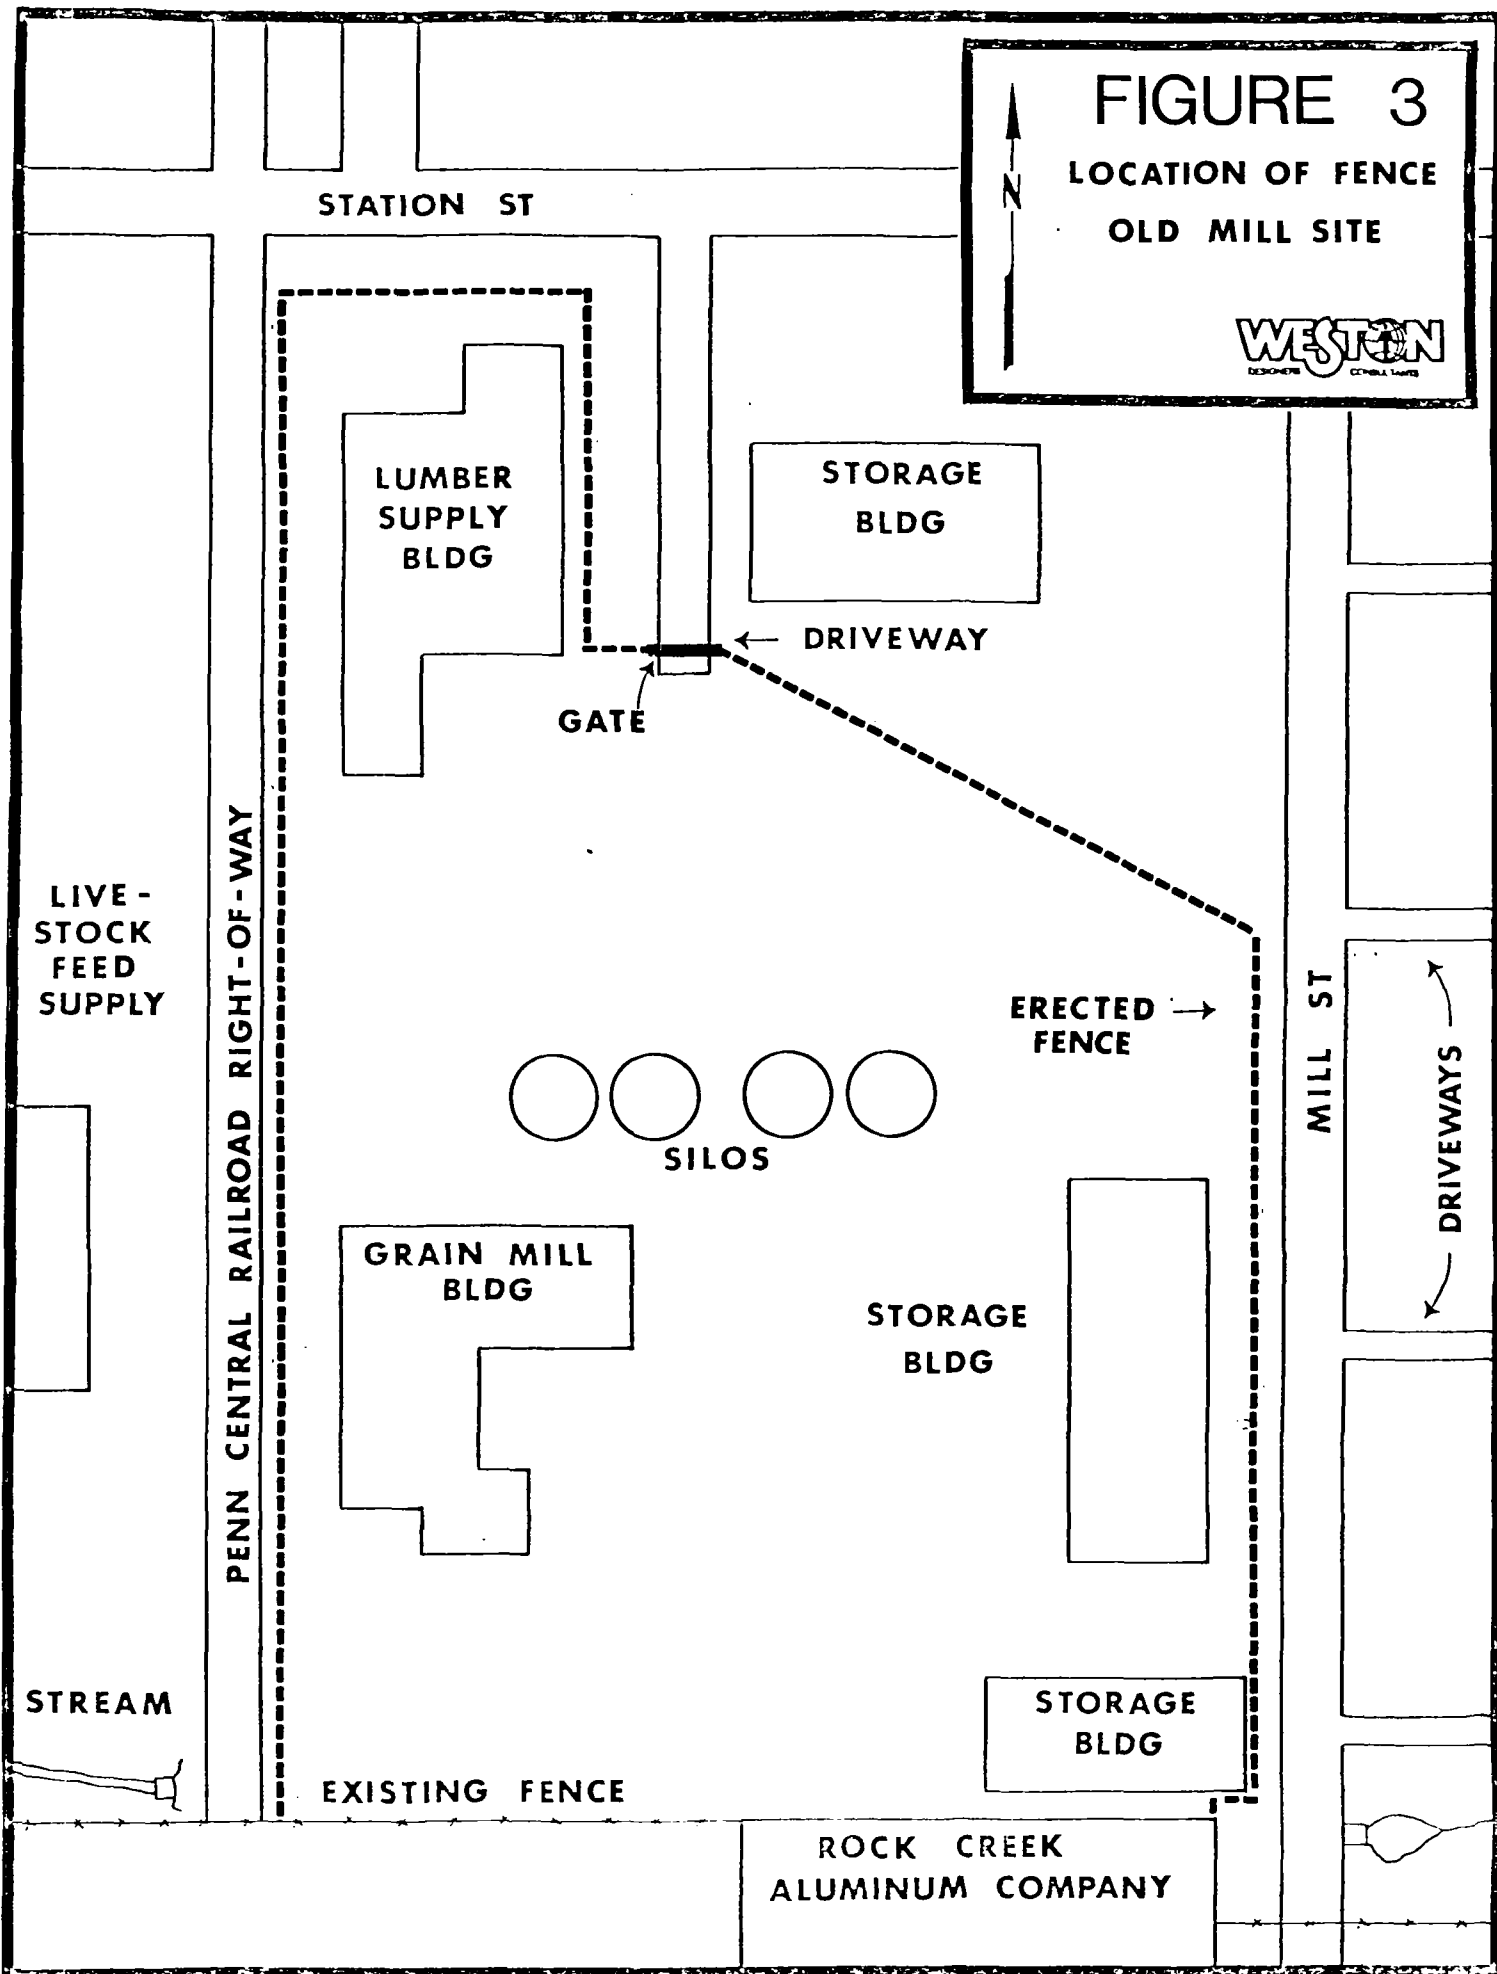 FIGURE 3
LOCATION OF FENCE
OLD MILL SITE
N
WESTON
DESIGNERS CONSULTANTS
STATION ST
LUMBER
SUPPLY
BLDG
STORAGE
BLDG
DRIVEWAY
GATE
LIVE-
STOCK
FEED
SUPPLY
PENN CENTRAL RAILROAD RIGHT-OF-WAY
ERECTED
FENCE
MILL ST
DRIVEWAYS
SILOS
GRAIN MILL
BLDG
STORAGE
BLDG
STREAM
STORAGE
BLDG
EXISTING FENCE
ROCK CREEK
ALUMINUM COMPANY